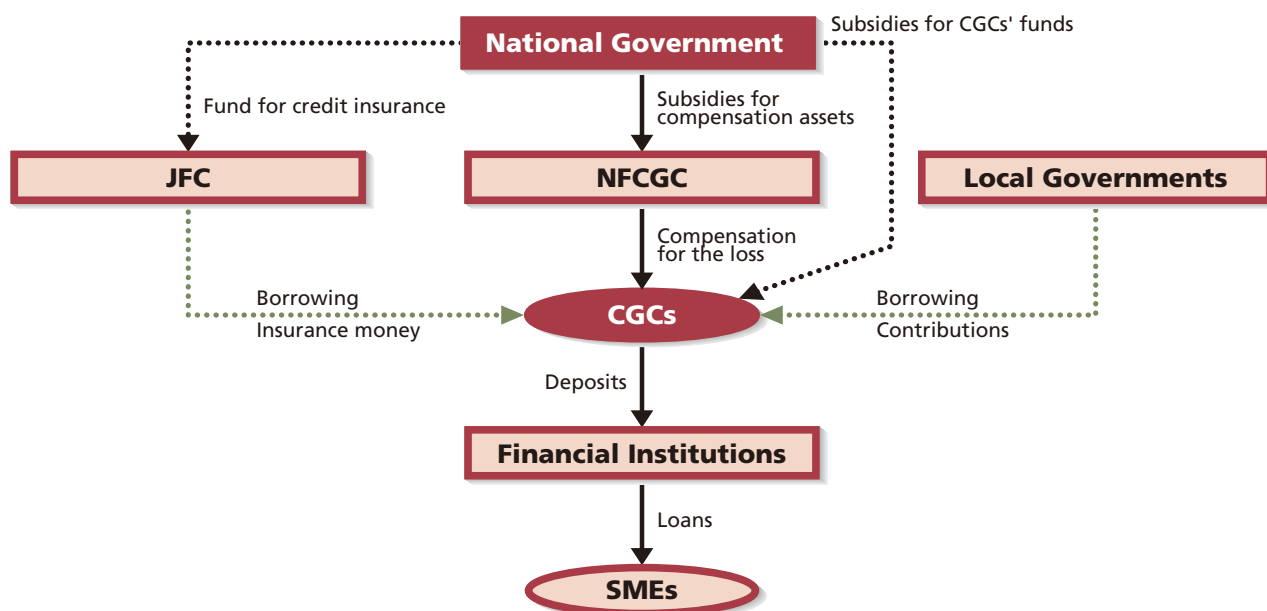 Subsidies for CGCs' funds
National Government
Fund for credit insurance
Subsidies for
compensation assets
JFC
NFCGC
Local Governments
Compensation
for the loss
Borrowing
Insurance money
CGCs
Borrowing
Contributions
Deposits
Financial Institutions
Loans
SMEs